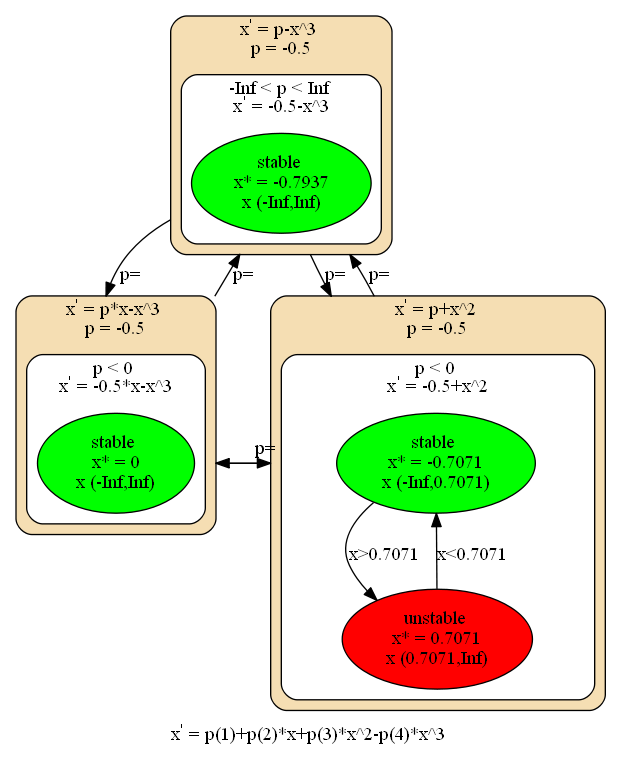 x' = p-x^3
p = -0.5
-Inf < p < Inf
x' = -0.5-x^3
stable
x* = -0.7937
x (-Inf,Inf)
p=
p=
p=
p=
x' = p*x-x^3
p = -0.5
p < 0
x' = -0.5*x-x^3
stable
x* = 0
x (-Inf,Inf)
p=
x' = p+x^2
p = -0.5
p < 0
x' = -0.5+x^2
stable
x* = -0.7071
x (-Inf,0.7071)
x>0.7071
x<0.7071
unstable
x* = 0.7071
x (0.7071,Inf)
x' = p(1)+p(2)*x+p(3)*x^2-p(4)*x^3